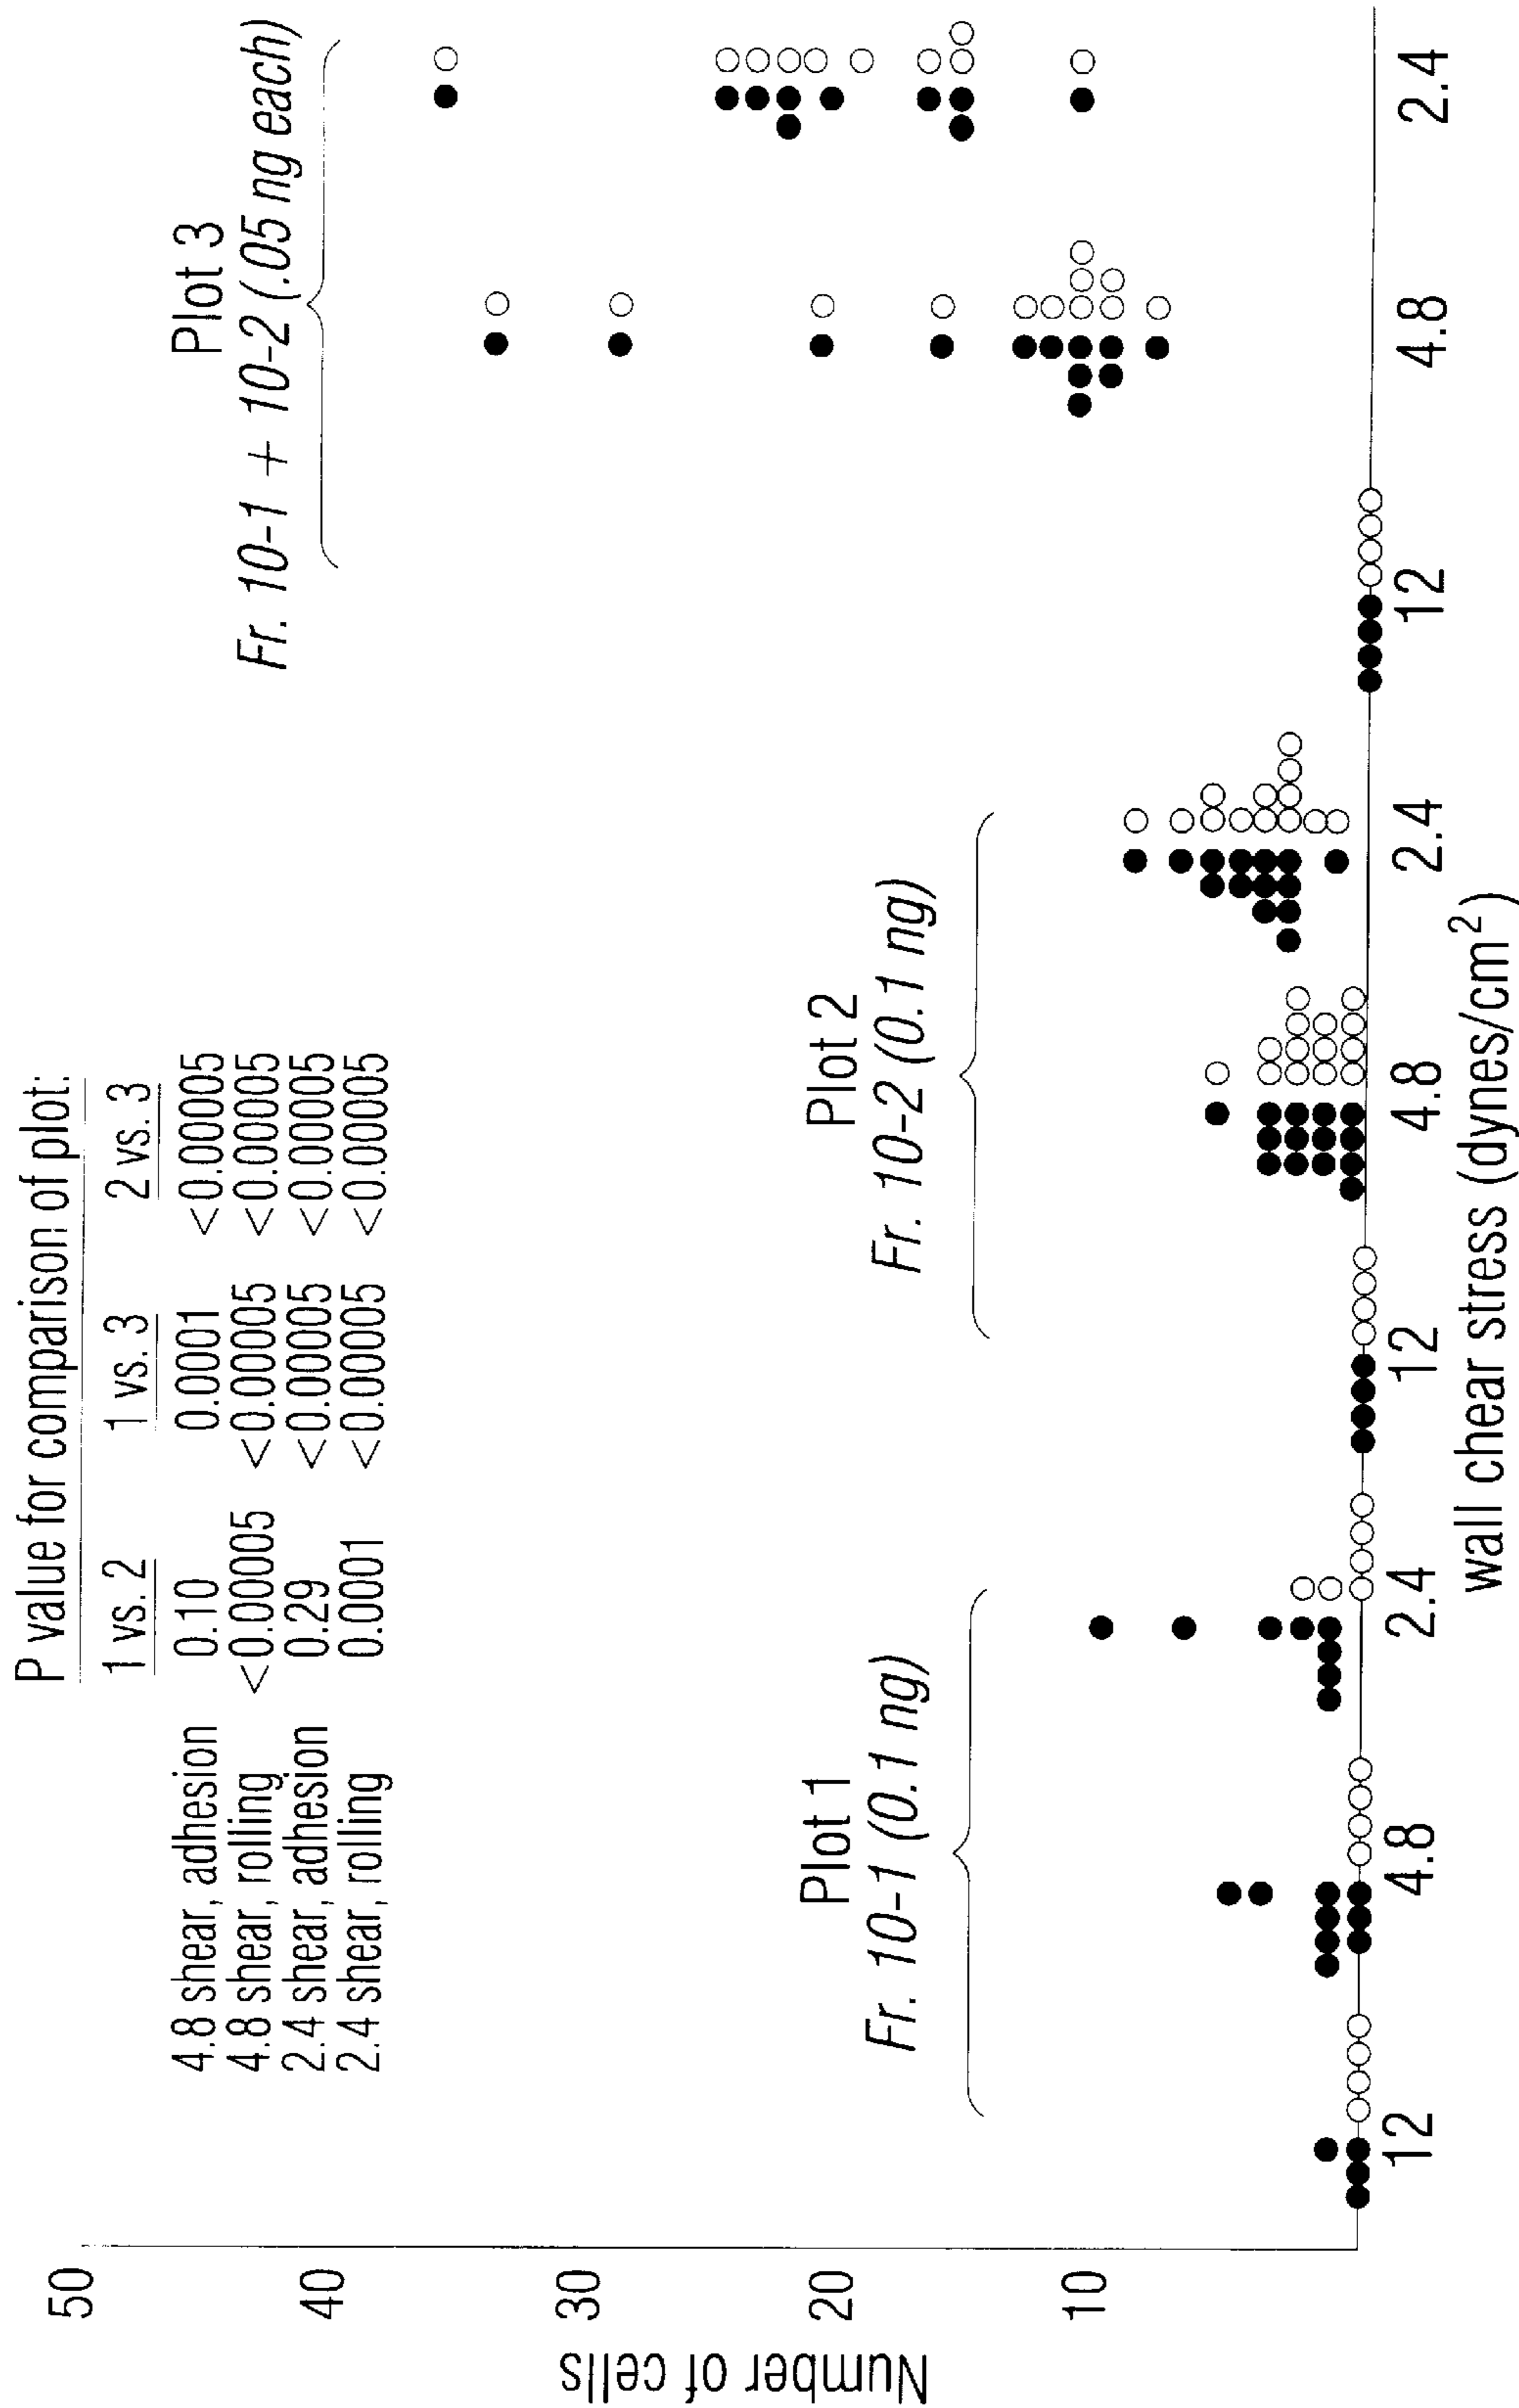 P value for comparison of plot:
1 vs. 2 1 vs. 3 2 vs. 3
4.8 shear, adhesion 0.10 0.0001 <0.00005
4.8 shear, rolling <0.00005 <0.00005 <0.00005
2.4 shear, adhesion 0.29 <0.00005 <0.00005
2.4 shear, rolling 0.0001 <0.00005 <0.00005
Plot 3
Fr. 10-1 + 10-2 (.05 ng each)
Plot 1
Fr. 10-1 (0.1 ng)
Plot 2
Fr. 10-2 (0.1 ng)
50
40
30
20
10
Number of cells
12 4.8 2.4 12 4.8 2.4 12 4.8 2.4
wall chear stress (dynes/cm²)